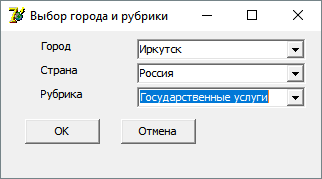 Выбор города и рубрики
Город Иркутск
Страна Россия
Рубрика Государственные услуги
OK Отмена